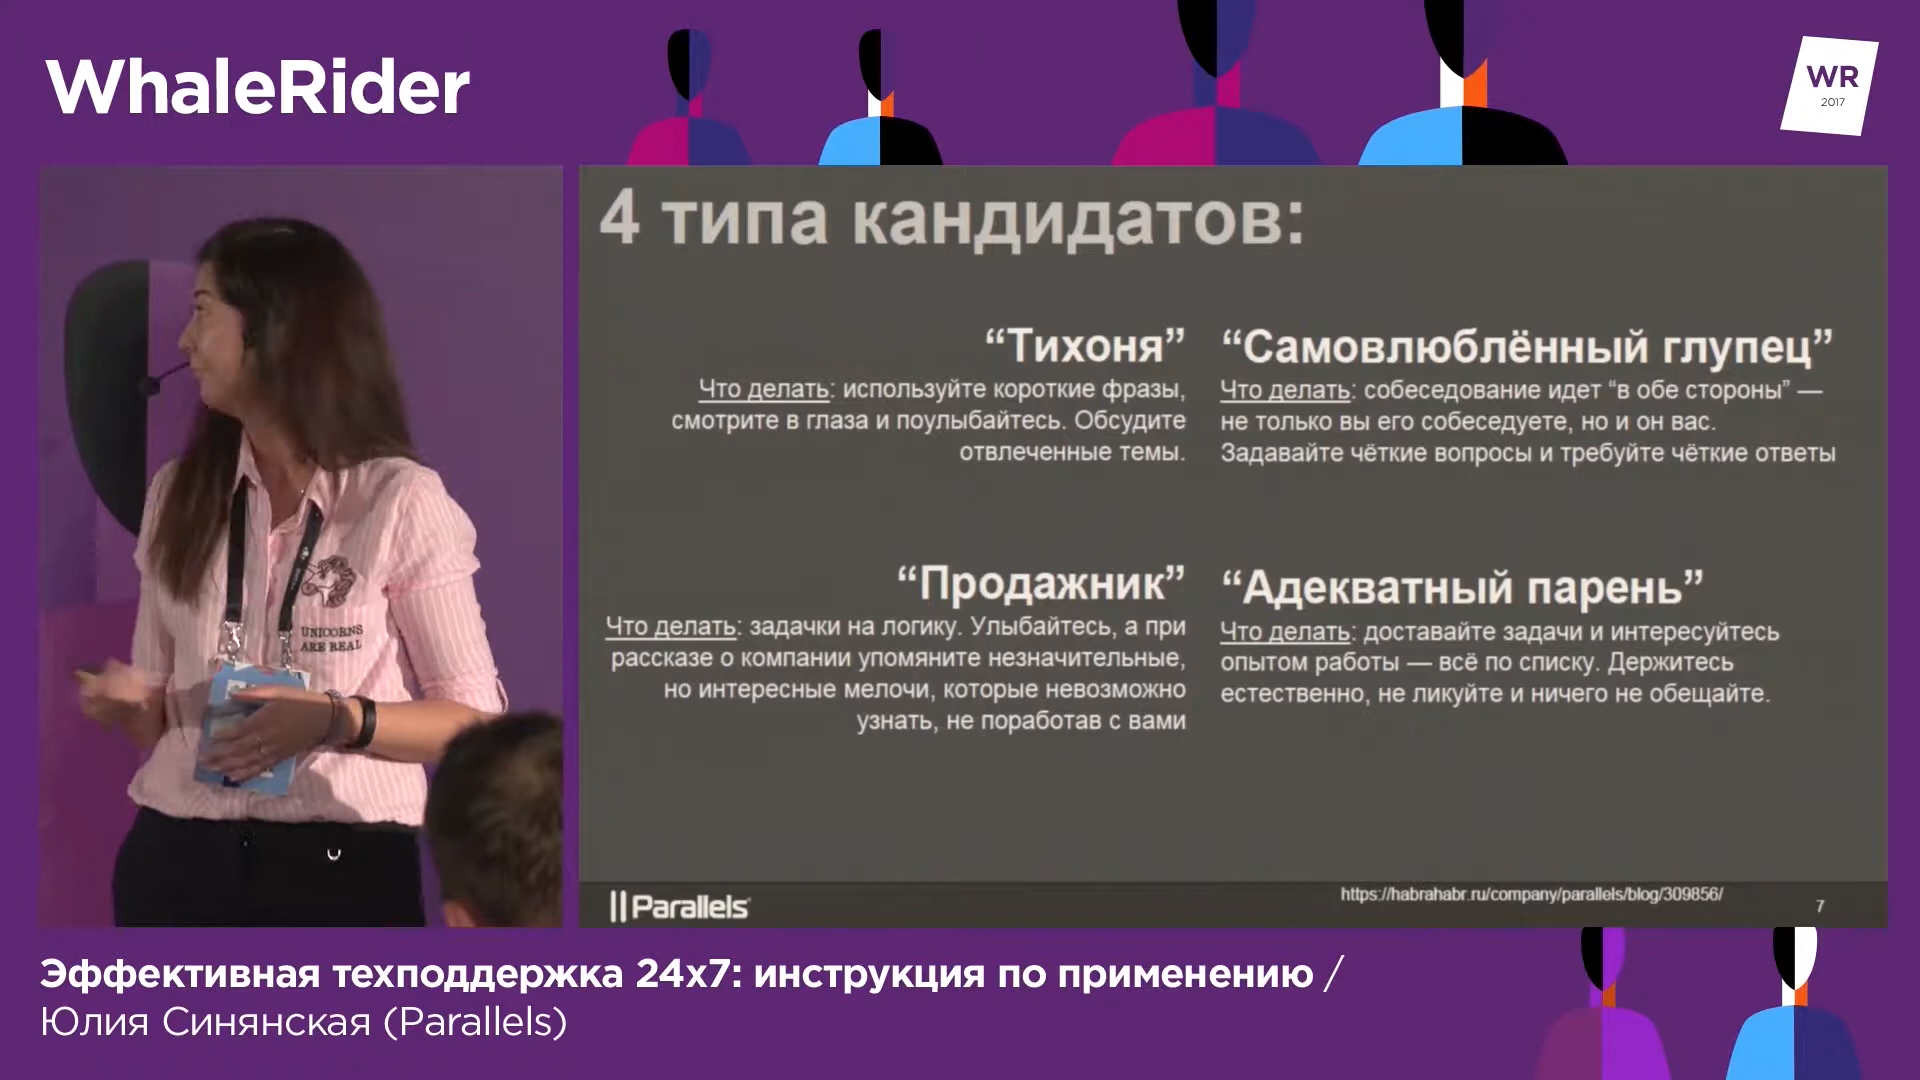 WhaleRider
WR
2017
4 типа кандидатов:
“Тихоня”
Что делать: используйте короткие фразы,
смотрите в глаза и поулыбайтесь. Обсудите
отвлеченные темы.
“Самовлюблённый глупец”
Что делать: собеседование идет “в обе стороны” —
не только вы его собеседуете, но и он вас.
Задавайте чёткие вопросы и требуйте чёткие ответы
“Продажник”
Что делать: задачки на логику. Улыбайтесь, а при
рассказе о компании упомяните незначительные,
но интересные мелочи, которые невозможно
узнать, не поработав с вами
“Адекватный парень”
Что делать: доставайте задачи и интересуйтесь
опытом работы — всё по списку. Держитесь
естественно, не ликуйте и ничего не обещайте.
UNICORNS
ARE REAL
Parallels
https://habrahabr.ru/company/parallels/blog/309856/
7
Эффективная техподдержка 24x7: инструкция по применению /
Юлия Синянская (Parallels)